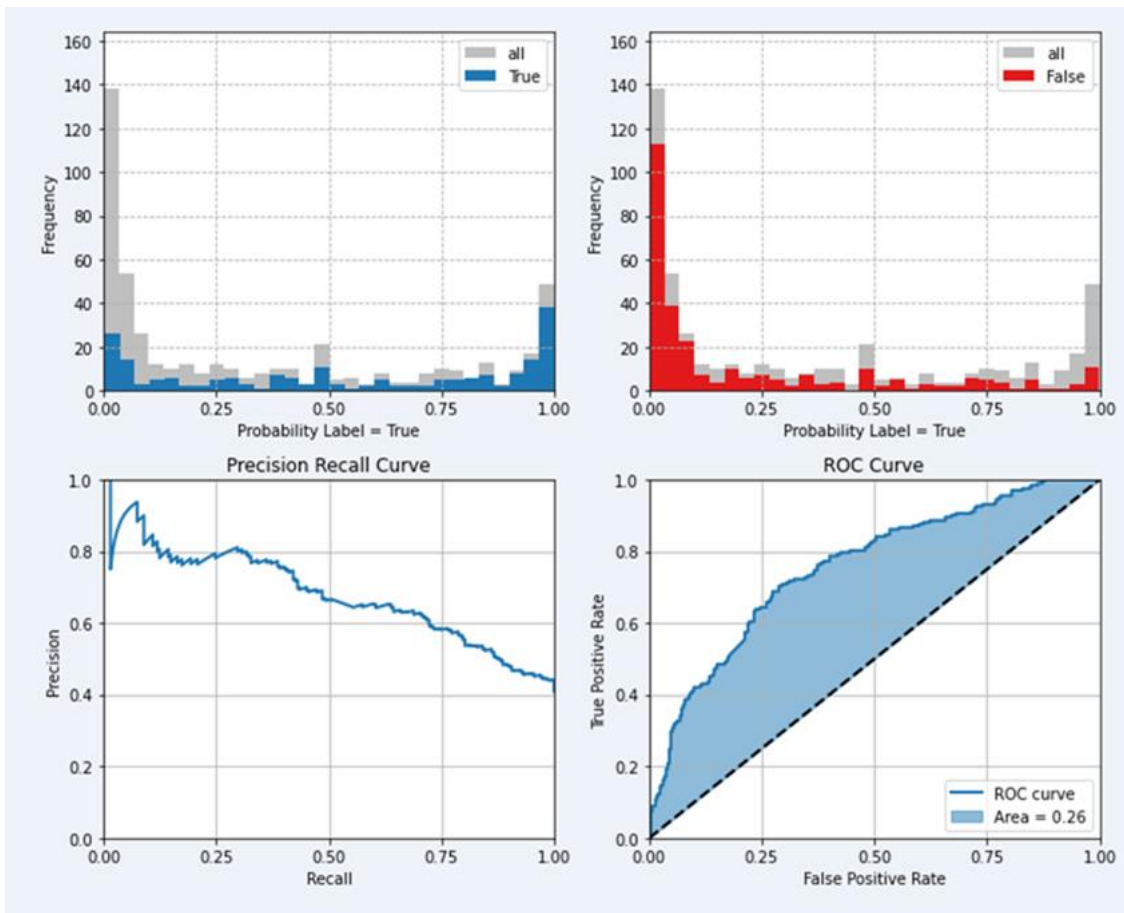 160
140
120
100
80
60
40
20
0
Frequency
0.00 0.25 0.50 0.75 1.00
Probability Label = True
all
True
160
140
120
100
80
60
40
20
0
Frequency
0.00 0.25 0.50 0.75 1.00
Probability Label = True
all
False
Precision Recall Curve
1.0
0.8
0.6
0.4
0.2
0.0
Precision
0.00 0.25 0.50 0.75 1.00
Recall
ROC Curve
1.0
0.8
0.6
0.4
0.2
0.0
True Positive Rate
0.00 0.25 0.50 0.75 1.00
False Positive Rate
ROC curve
Area = 0.26